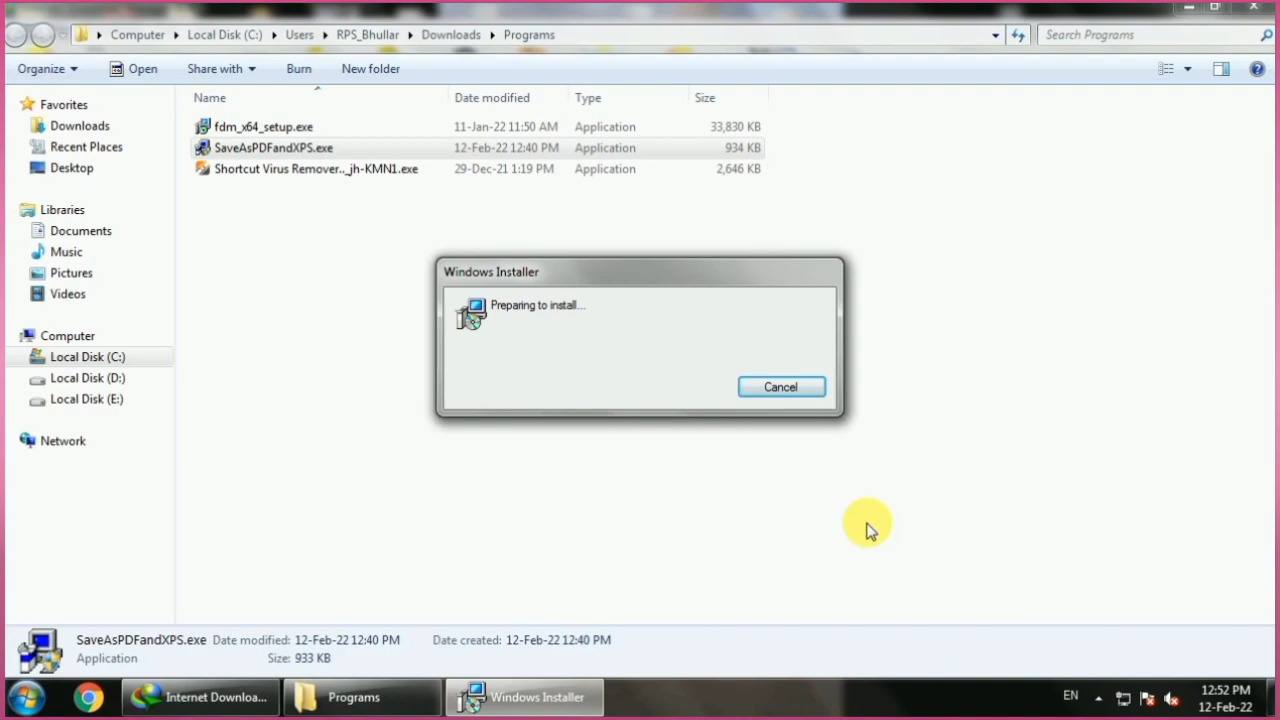 Computer Local Disk (C:) Users RPS_Bhullar Downloads Programs
Search Programs
Organize Open Share with Burn New folder
Name Date modified Type Size
fdm_x64_setup.exe 11-Jan-22 11:50 AM Application 33,830 KB
SaveAsPDFandXPS.exe 12-Feb-22 12:40 PM Application 934 KB
Shortcut Virus Remover.._jh-KMN1.exe 29-Dec-21 1:19 PM Application 2,646 KB
Favorites
Downloads
Recent Places
Desktop
Libraries
Documents
Music
Pictures
Videos
Computer
Local Disk (C:)
Local Disk (D:)
Local Disk (E:)
Network
Windows Installer
Preparing to install...
Cancel
SaveAsPDFandXPS.exe Date modified: 12-Feb-22 12:40 PM Date created: 12-Feb-22 12:40 PM
Application Size: 933 KB
Internet Downloa... Programs Windows Installer EN 12:52 PM
12-Feb-22